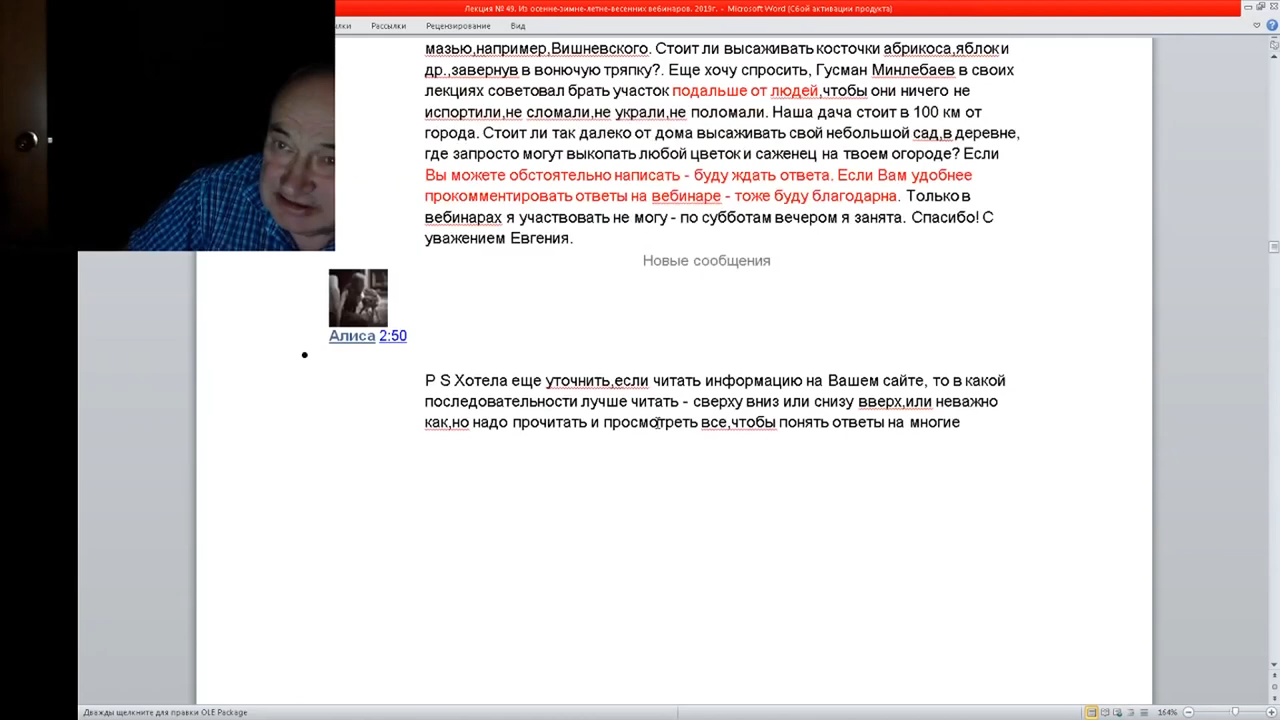 Лекция № 49. Из осенне-зимне-летне-весенних вебинаров. 2019г. - Microsoft Word (Сбой активации продукта)
лки Рассылки Рецензирование Вид
мазью,например,Вишневского. Стоит ли высаживать косточки абрикоса,яблок и
др.,завернув в вонючую тряпку?. Еще хочу спросить, Гусман Минлебаев в своих
лекциях советовал брать участок подальше от людей,чтобы они ничего не
испортили,не сломали,не украли,не поломали. Наша дача стоит в 100 км от
города. Стоит ли так далеко от дома высаживать свой небольшой сад,в деревне,
где запросто могут выкопать любой цветок и саженец на твоем огороде? Если
Вы можете обстоятельно написать - буду ждать ответа. Если Вам удобнее
прокомментировать ответы на вебинаре - тоже буду благодарна. Только в
вебинарах я участвовать не могу - по субботам вечером я занята. Спасибо! С
уважением Евгения.
Новые сообщения
Алиса 2:50
P S Хотела еще уточнить,если читать информацию на Вашем сайте, то в какой
последовательности лучше читать - сверху вниз или снизу вверх,или неважно
как,но надо прочитать и просмотреть все,чтобы понять ответы на многие
Дважды щелкните для правки OLE Package
164%